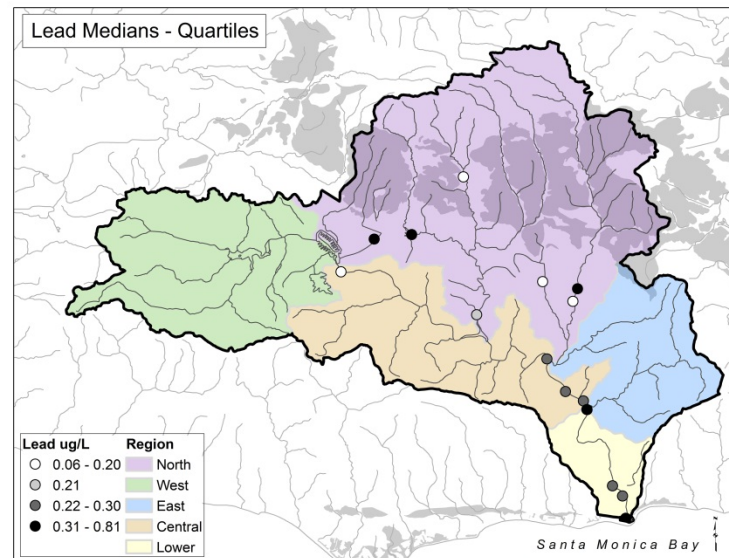 Lead Medians - Quartiles
Lead ug/L Region
0.06 - 0.20 North
0.21 West
0.22 - 0.30 East
0.31 - 0.81 Central
Lower
Santa Monica Bay